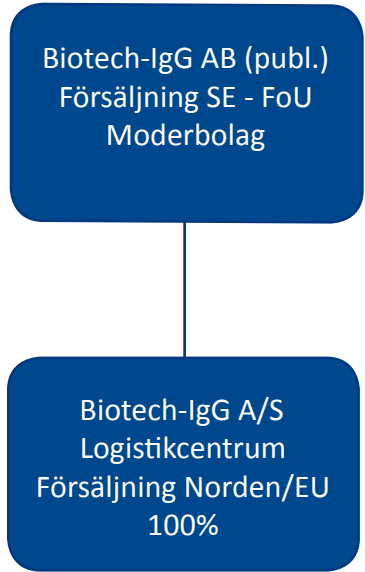 Biotech-IgG AB (publ.)
Försäljning SE - FoU
Moderbolag
Biotech-IgG A/S
Logistikcentrum
Försäljning Norden/EU
100%